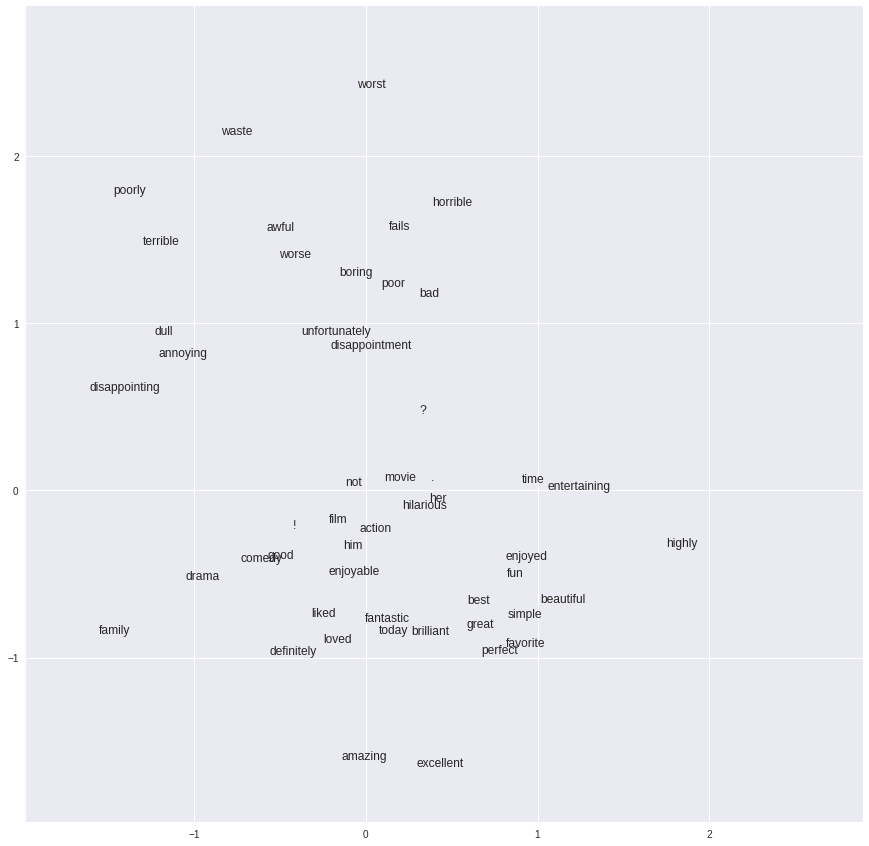 worst
waste
2
poorly
horrible
awful
fails
terrible
worse
boring
poor
bad
1
dull
unfortunately
disappointment
annoying
disappointing
?
movie
.
time
not
entertaining
0
her
hilarious
film
!
action
him
highly
good
comedy
enjoyed
enjoyable
fun
drama
best
beautiful
liked
simple
fantastic
great
family
today
brilliant
loved
favorite
definitely
perfect
−1
amazing
excellent
−1
0
1
2